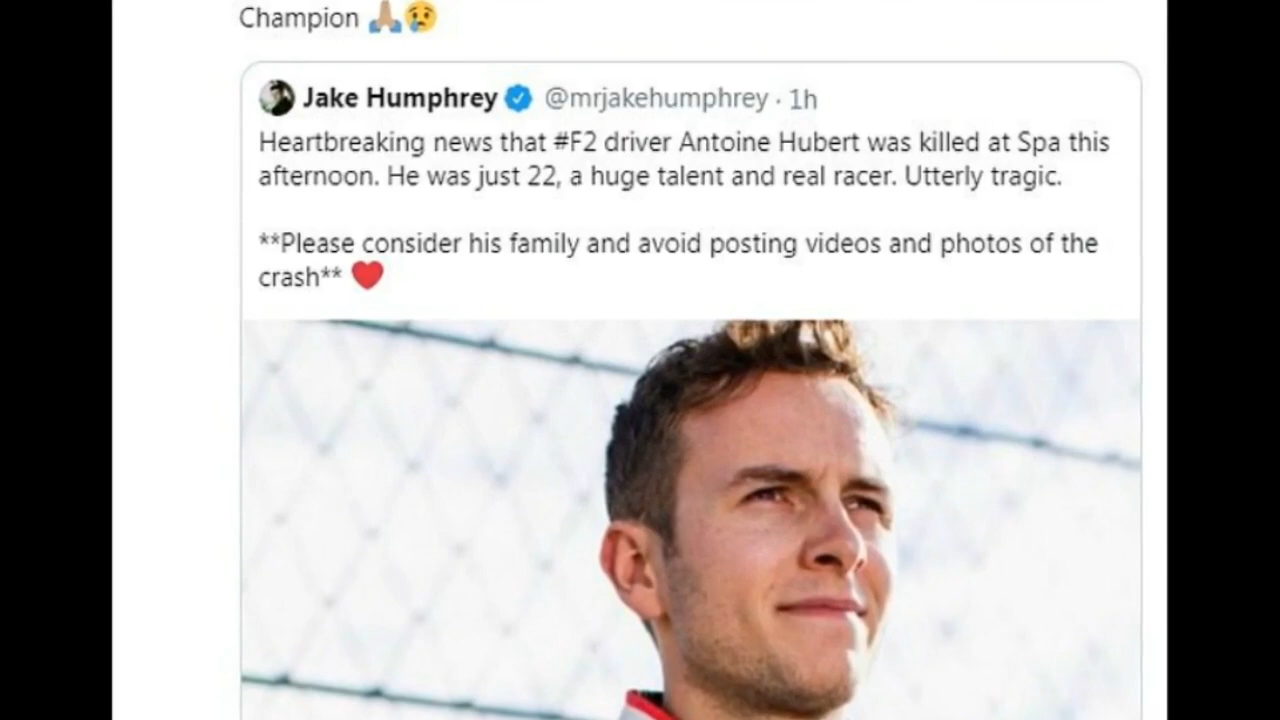 Champion 🙏🏼😢
Jake Humphrey @mrjakehumphrey · 1h
Heartbreaking news that #F2 driver Antoine Hubert was killed at Spa this
afternoon. He was just 22, a huge talent and real racer. Utterly tragic.
**Please consider his family and avoid posting videos and photos of the
crash** ❤️